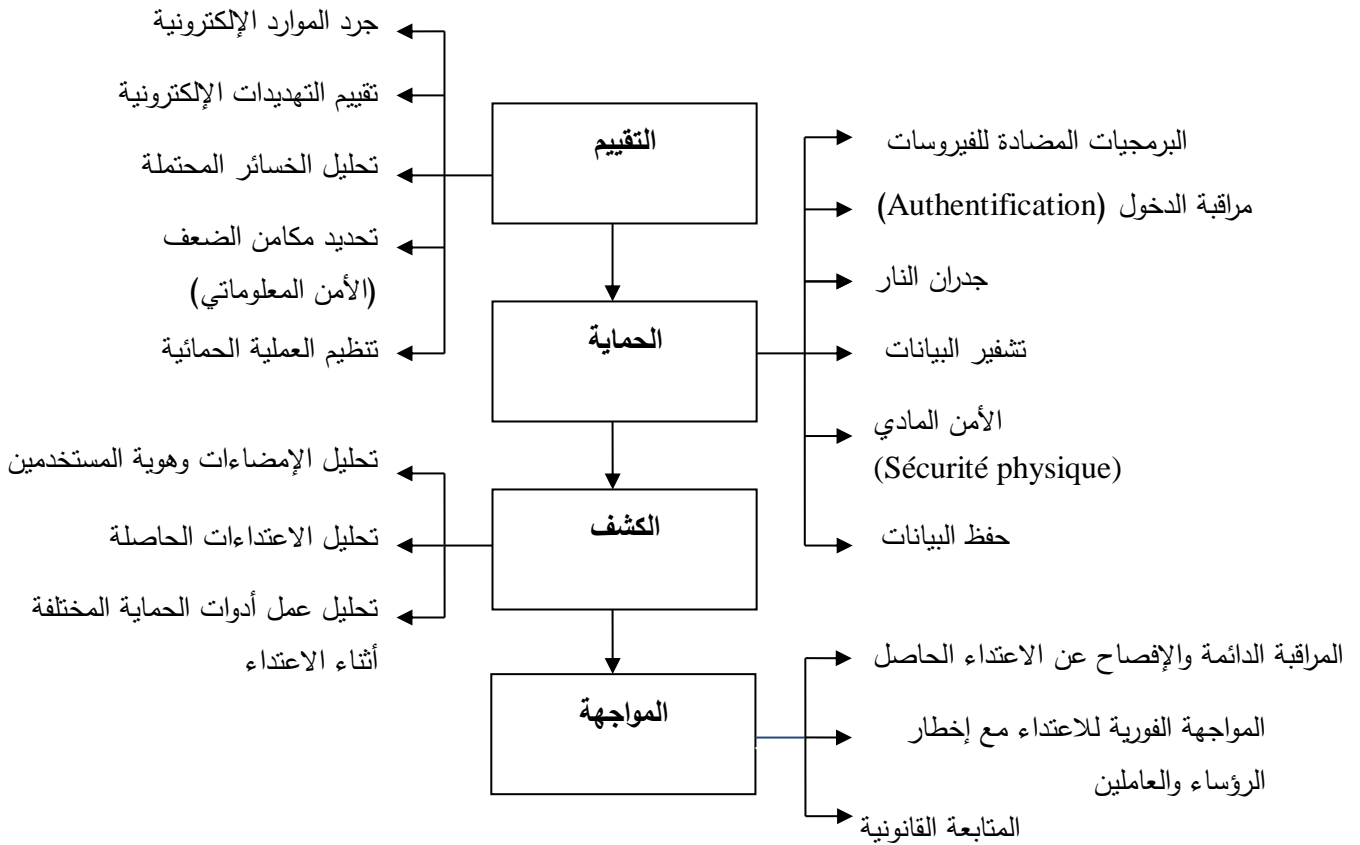 جرد الموارد الإلكترونية
تقييم التهديدات الإلكترونية
التقييم
تحليل الخسائر المحتملة
تحديد مكامن الضعف
(الأمن المعلوماتي)
تنظيم العملية الحمائية
البرمجيات المضادة للفيروسات
مراقبة الدخول (Authentification)
جدران النار
الحماية
تشفير البيانات
الأمن المادي
(Sécurité physique)
حفظ البيانات
تحليل الإمضاءات وهوية المستخدمين
الكشف
تحليل الاعتداءات الحاصلة
تحليل عمل أدوات الحماية المختلفة
أثناء الاعتداء
المراقبة الدائمة والإفصاح عن الاعتداء الحاصل
المواجهة
المواجهة الفورية للاعتداء مع إخطار
الرؤساء والعاملين
المتابعة القانونية